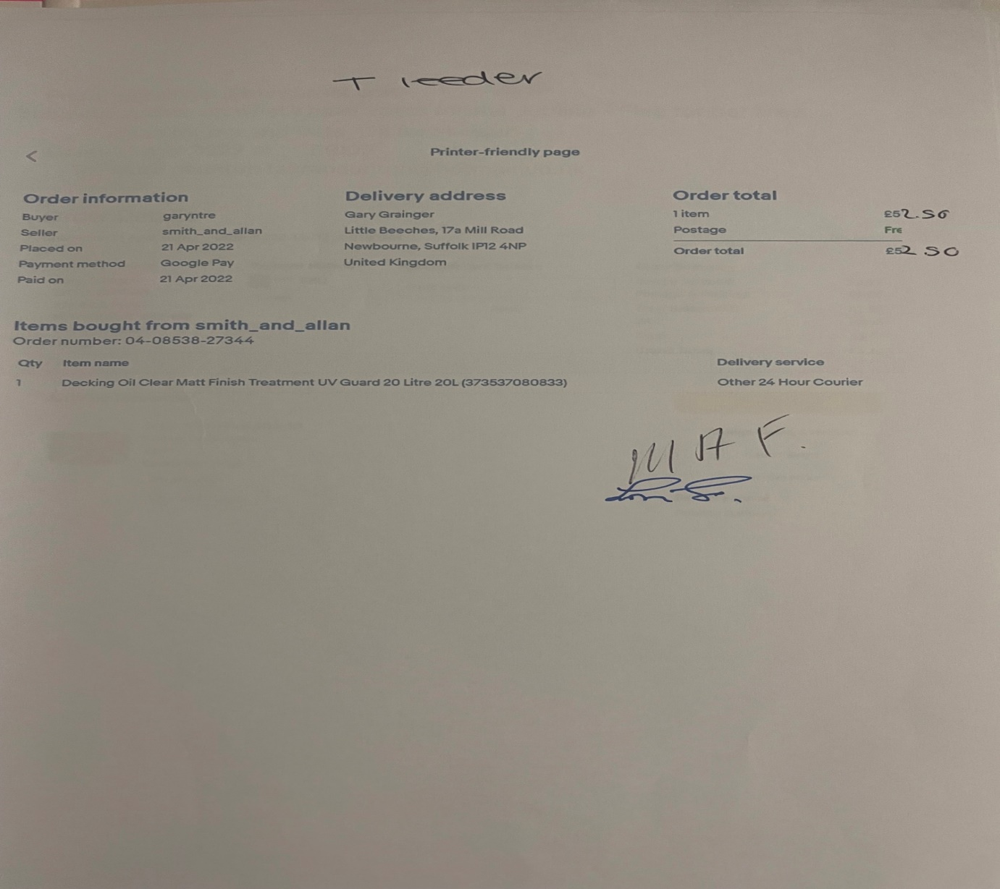 T leeder
<
Printer-friendly page
Order information
Buyer garyntre
Seller smith_and_allan
Placed on 21 Apr 2022
Payment method Google Pay
Paid on 21 Apr 2022
Delivery address
Gary Grainger
Little Beeches, 17a Mill Road
Newbourne, Suffolk IP12 4NP
United Kingdom
Order total
1 item £52.50
Postage Fre
Order total £52 50
Items bought from smith_and_allan
Order number: 04-08538-27344
Qty Item name Delivery service
1 Decking Oil Clear Matt Finish Treatment UV Guard 20 Litre 20L (373537080833) Other 24 Hour Courier
M A F.